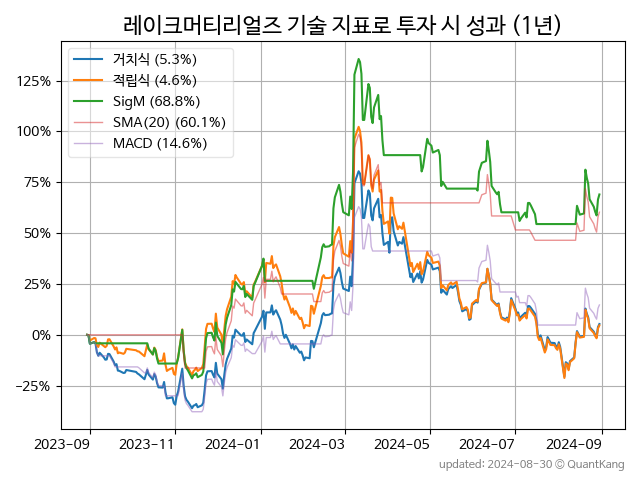 레이크머티리얼즈 기술 지표로 투자 시 성과 (1년)
거치식 (5.3%)
적립식 (4.6%)
SigM (68.8%)
SMA(20) (60.1%)
MACD (14.6%)
125%
100%
75%
50%
25%
0%
−25%
2023-09 2023-11 2024-01 2024-03 2024-05 2024-07 2024-09
updated: 2024-08-30 © QuantKang